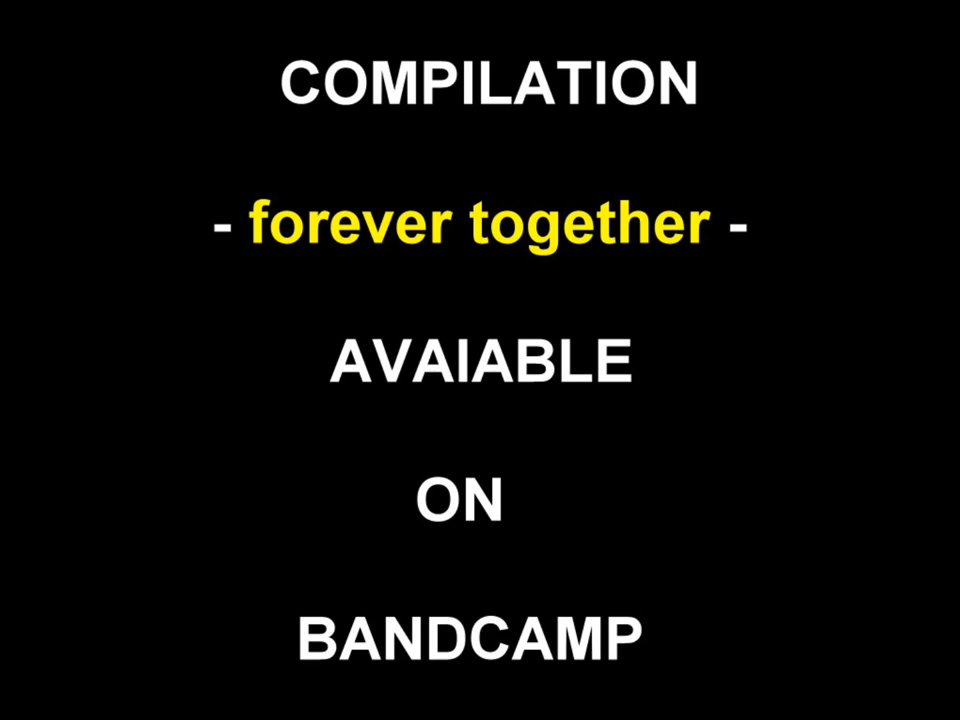 COMPILATION
- forever together -
AVAIABLE
ON
BANDCAMP